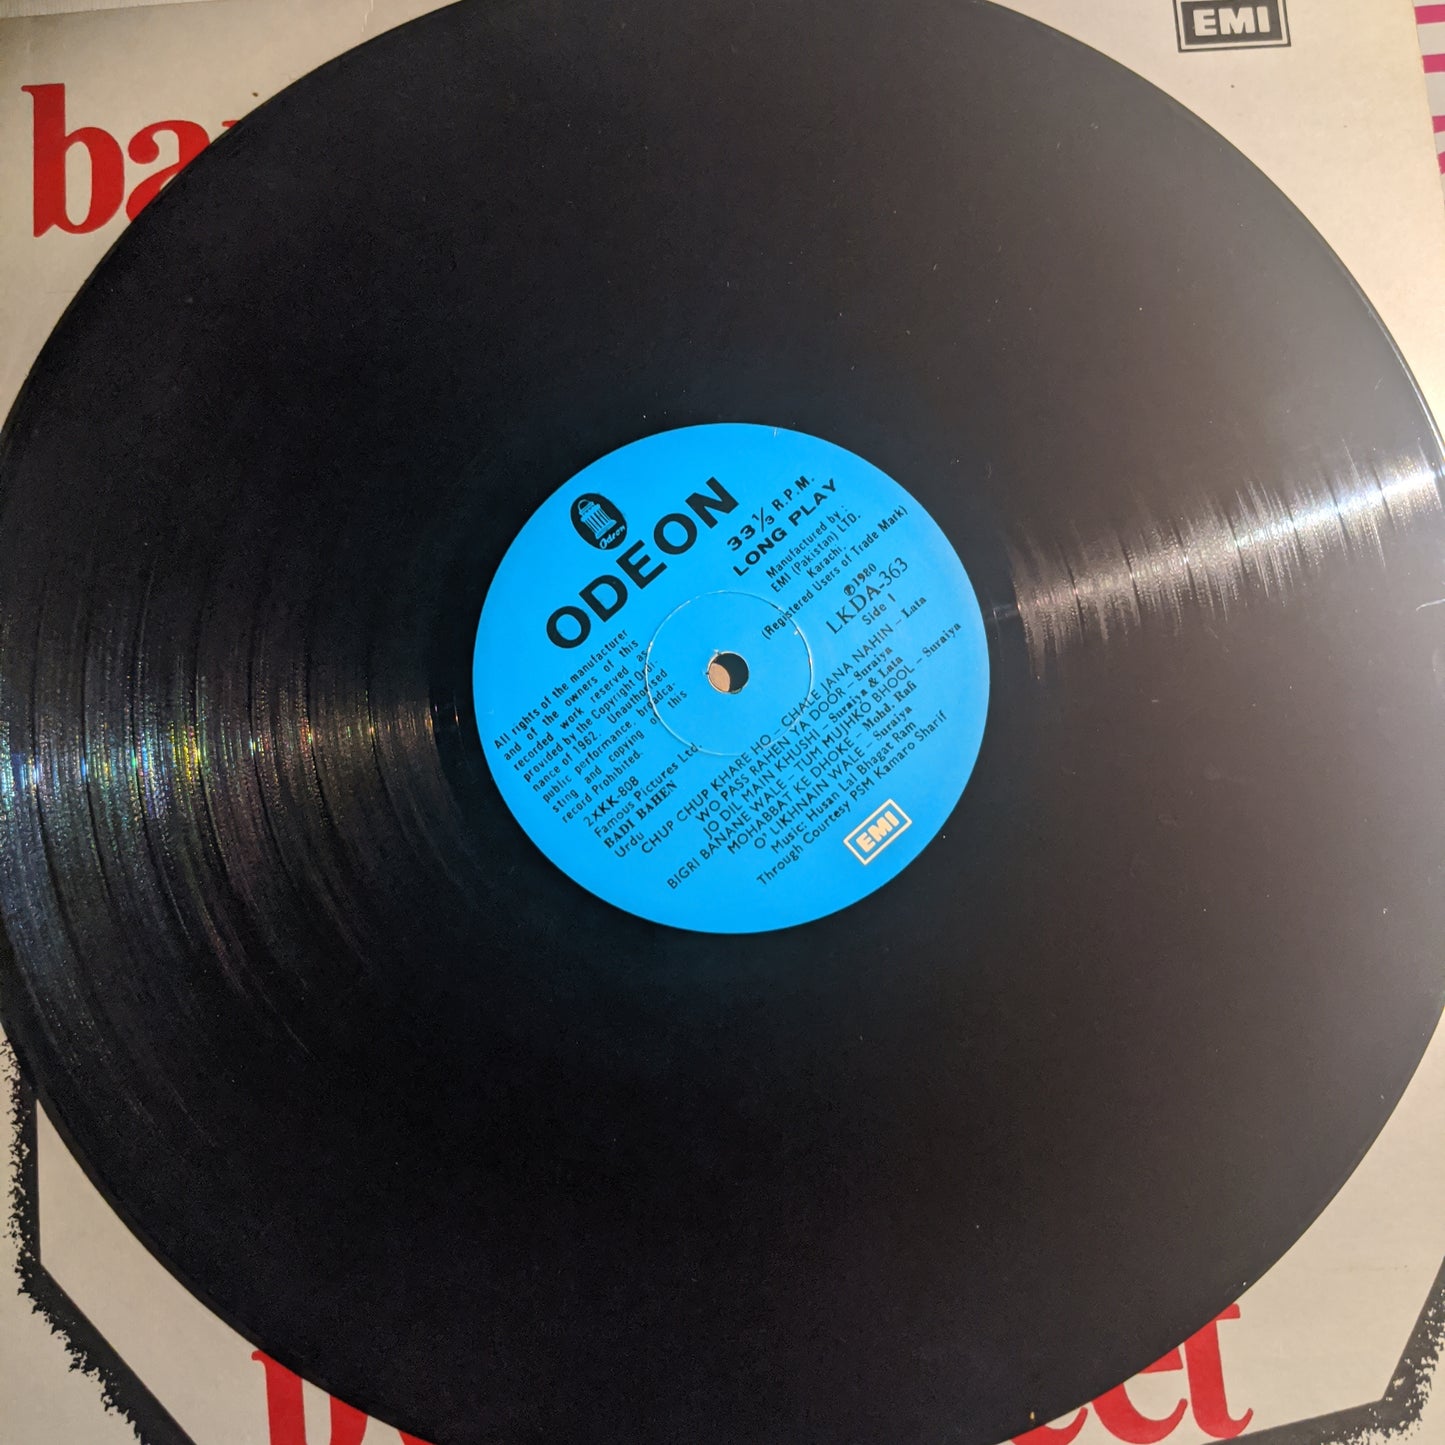 EMI
Odeon
ODEON
33 ⅓ R.P.M.
LONG PLAY
Manufactured by :
EMI (Pakistan) LTD.
Karachi.
(Registered Users of Trade Mark)
℗1980
LKDA-363
Side 1
All rights of the manufacturer
and of the owners of this
recorded work reserved as
provided by the Copyright Ordi-
nance of 1962. Unauthorised
public performance, broadca-
sting and copying of this
record Prohibited.
2XKK-808
Famous Pictures Ltd.
BADI BAHEN
Urdu
CHUP CHUP KHARE HO – CHALE JANA NAHIN – Lata
WO PASS RAHEN YA DOOR – Suraiya
JO DIL MAIN KHUSHI – Suraiya & Lata
BIGRI BANANE WALE – TUM MUJHKO BHOOL – Suraiya
MOHABBAT KE DHOKE – Mohd. Rafi
O' LIKHNAIN WALE – Suraiya
Music: Husan Lal Bhagat Ram
Through Courtesy PSM Kamaro Sharif
EMI